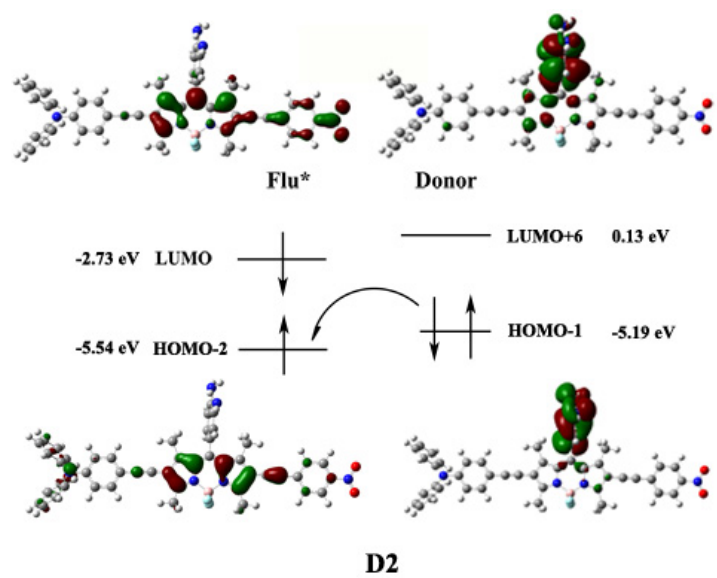 Flu* Donor
-2.73 eV LUMO LUMO+6 0.13 eV
-5.54 eV HOMO-2 HOMO-1 -5.19 eV
D2